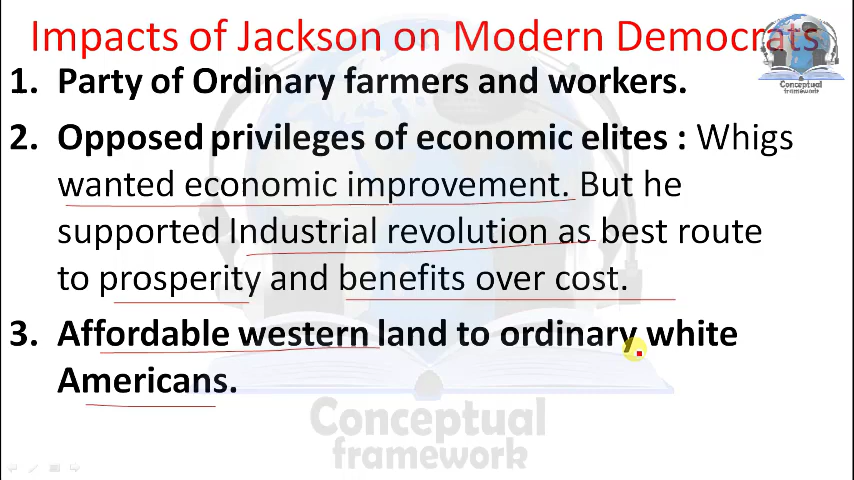 Impacts of Jackson on Modern Democrats
1. Party of Ordinary farmers and workers.
2. Opposed privileges of economic elites : Whigs
wanted economic improvement. But he
supported Industrial revolution as best route
to prosperity and benefits over cost.
3. Affordable western land to ordinary white
Americans.
Conceptual
framework
Conceptual
framework